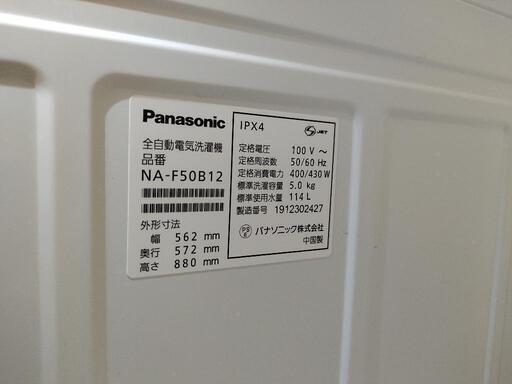 Panasonic
全自動電気洗濯機
品番
NA-F50B12
外形寸法
幅 562 mm
奥行 572 mm
高さ 880 mm
IPX4
JET
定格電圧 100 V ～
定格周波数 50/60 Hz
定格消費電力 400/430 W
標準洗濯容量 5.0 kg
標準使用水量 114 L
製造番号 1912302427
PS E パナソニック株式会社
中国製